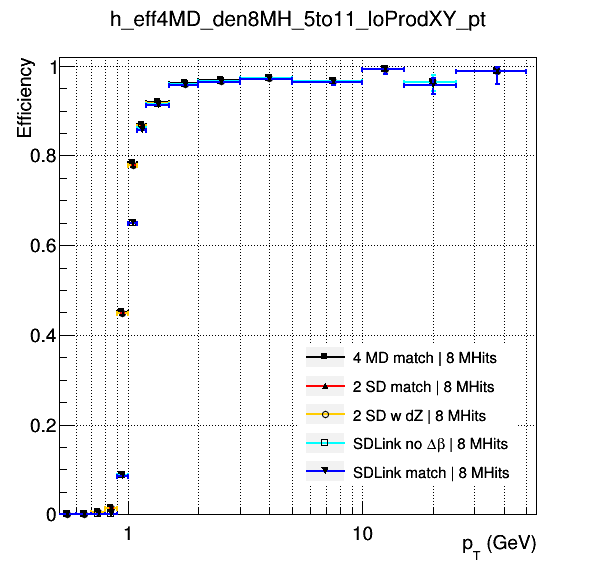 h_eff4MD_den8MH_5to11_loProdXY_pt
Efficiency
1
0.8
0.6
0.4
0.2
0
4 MD match | 8 MHits
2 SD match | 8 MHits
2 SD w dZ | 8 MHits
SDLink no Δβ | 8 MHits
SDLink match | 8 MHits
1 10
p_T (GeV)